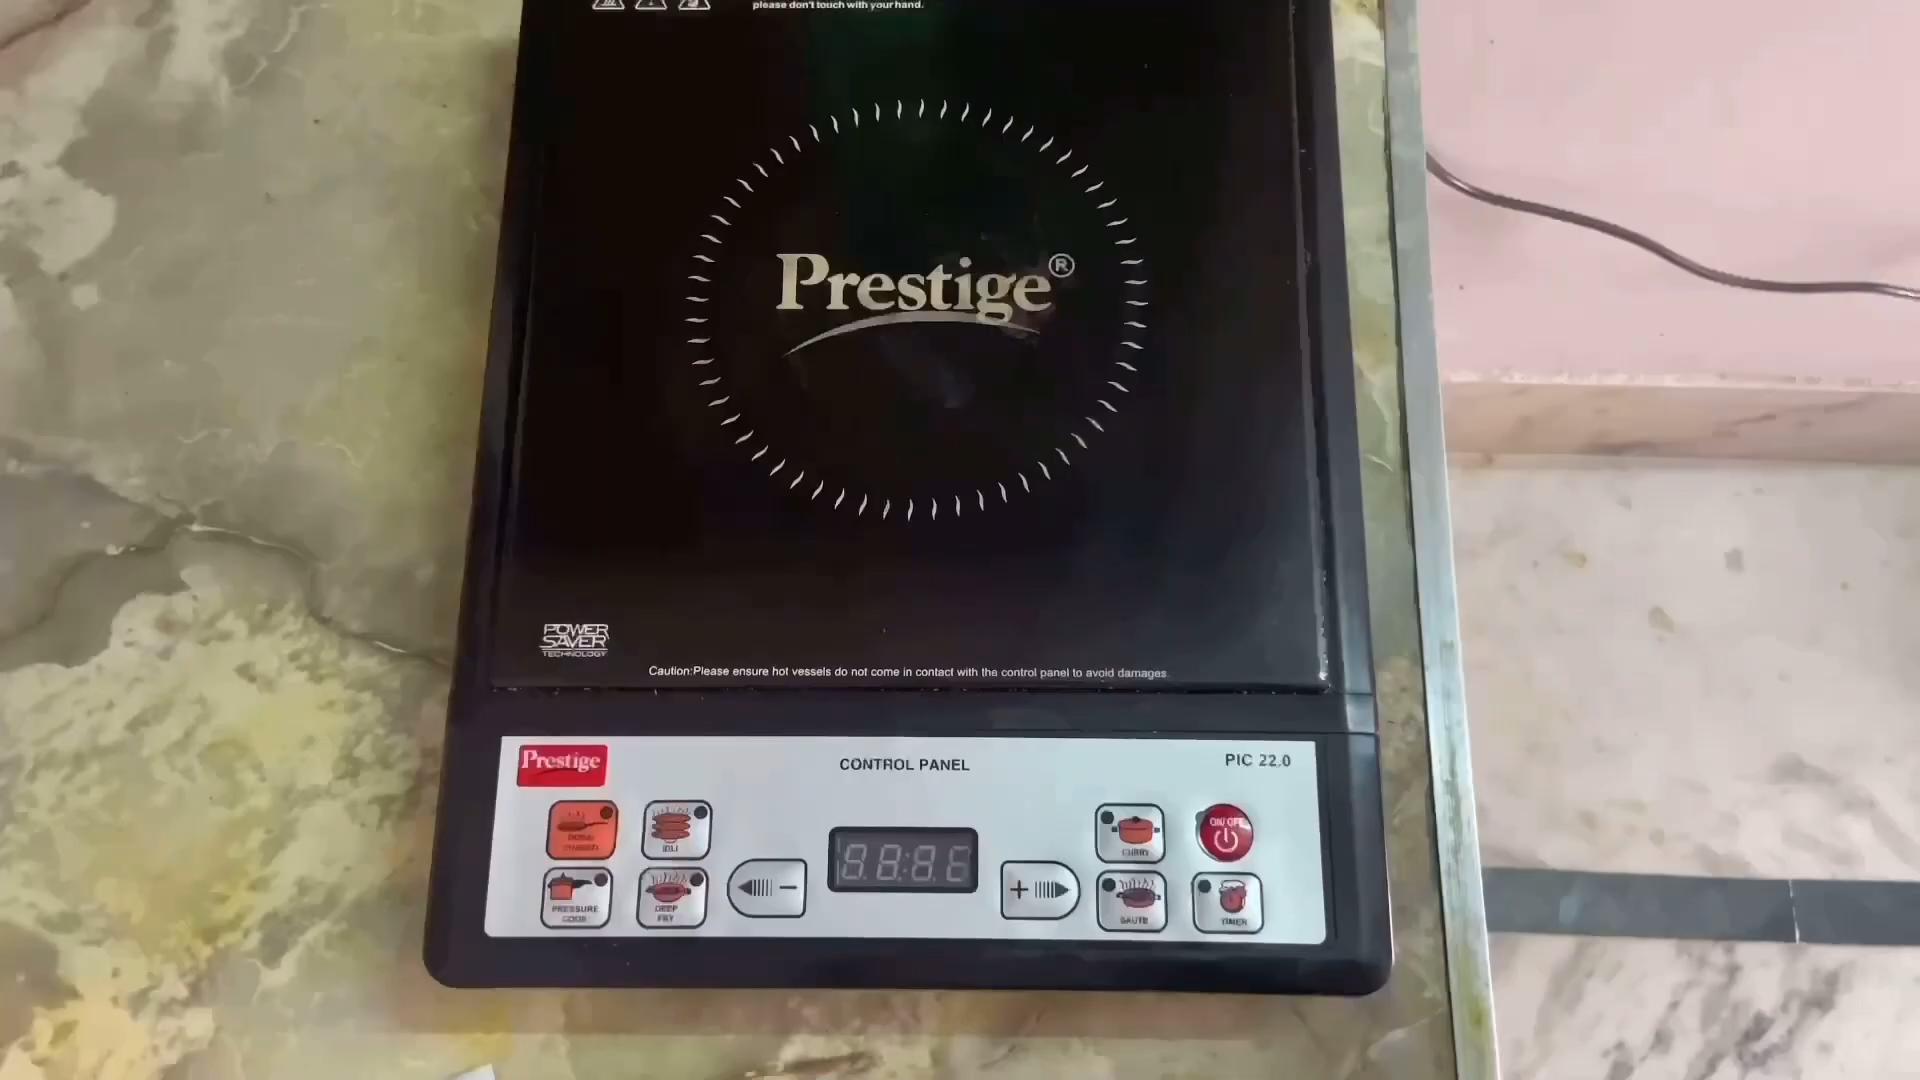 please don't touch with your hand.
Prestige®
POWER
SAVER
TECHNOLOGY
Caution:Please ensure hot vessels do not come in contact with the control panel to avoid damages
Prestige
CONTROL PANEL
PIC 22.0
IDLI
CURRY
ON/OFF
PRESSURE
COOK
DEEP
FRY
SAUTE
TIMER